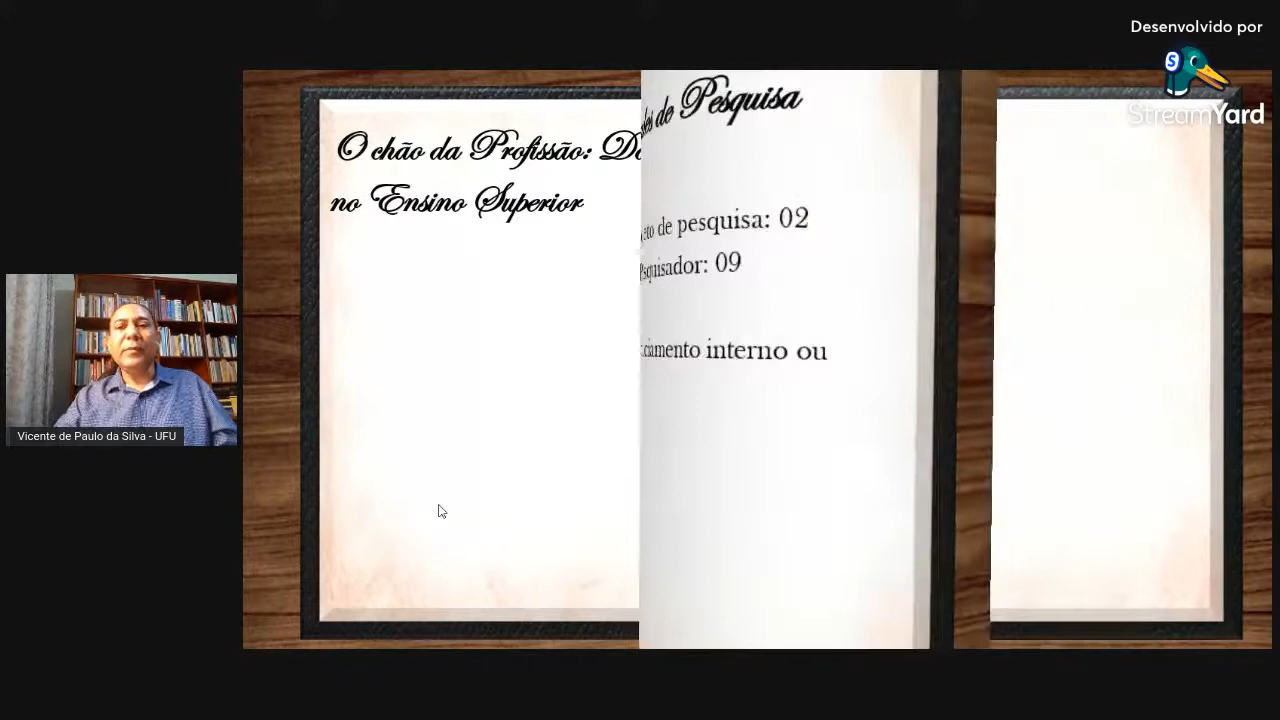 Desenvolvido por
StreamYard
O chão da Profissão:
no Ensino Superior
de Pesquisa
de pesquisa: 02
09
interno ou
Vicente de Paulo da Silva - UFU